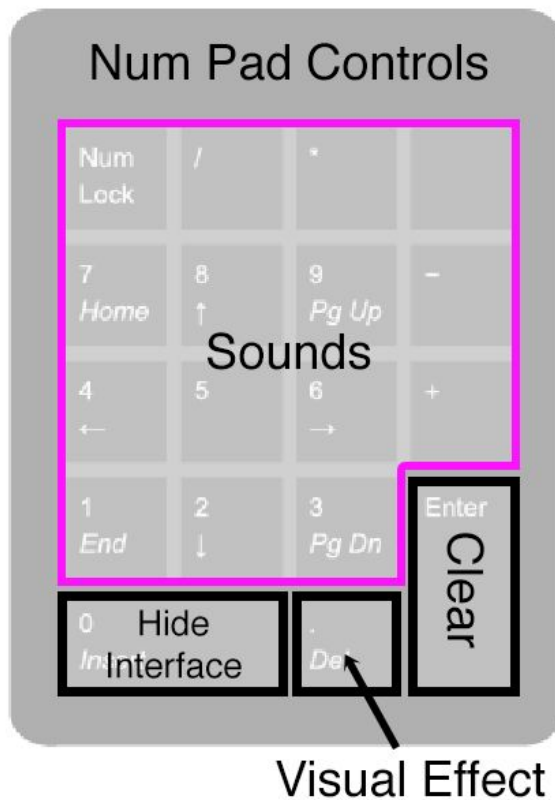 Num Pad Controls
Num / *
Lock
7 8 9 −
Home ↑ Pg Up
Sounds
4 5 6 +
← →
1 2 3 Enter
End ↓ Pg Dn
Clear
0 .
Hide
Interface
Visual Effect